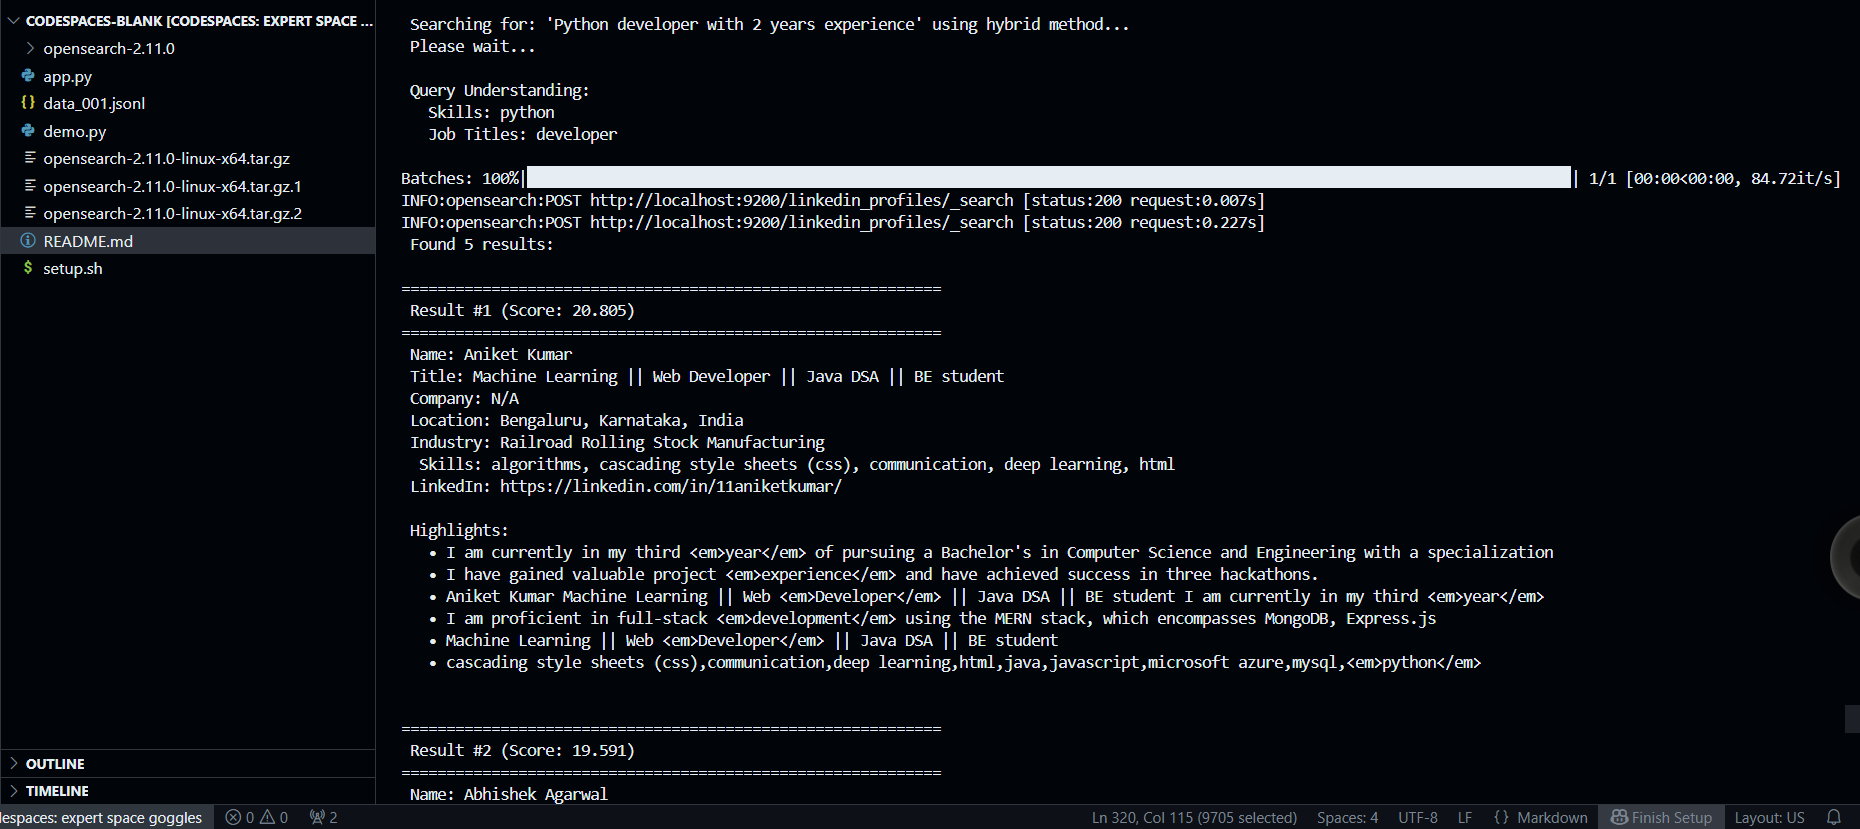 CODESPACES-BLANK [CODESPACES: EXPERT SPACE ...
opensearch-2.11.0
app.py
data_001.jsonl
demo.py
opensearch-2.11.0-linux-x64.tar.gz
opensearch-2.11.0-linux-x64.tar.gz.1
opensearch-2.11.0-linux-x64.tar.gz.2
README.md
$ setup.sh
OUTLINE
TIMELINE
Searching for: 'Python developer with 2 years experience' using hybrid method...
Please wait...
Query Understanding:
Skills: python
Job Titles: developer
Batches: 100%| | 1/1 [00:00<00:00, 84.72it/s]
INFO:opensearch:POST http://localhost:9200/linkedin_profiles/_search [status:200 request:0.007s]
INFO:opensearch:POST http://localhost:9200/linkedin_profiles/_search [status:200 request:0.227s]
Found 5 results:
============================================================
Result #1 (Score: 20.805)
============================================================
Name: Aniket Kumar
Title: Machine Learning || Web Developer || Java DSA || BE student
Company: N/A
Location: Bengaluru, Karnataka, India
Industry: Railroad Rolling Stock Manufacturing
Skills: algorithms, cascading style sheets (css), communication, deep learning, html
LinkedIn: https://linkedin.com/in/11aniketkumar/
Highlights:
• I am currently in my third <em>year</em> of pursuing a Bachelor's in Computer Science and Engineering with a specialization
• I have gained valuable project <em>experience</em> and have achieved success in three hackathons.
• Aniket Kumar Machine Learning || Web <em>Developer</em> || Java DSA || BE student I am currently in my third <em>year</em>
• I am proficient in full-stack <em>development</em> using the MERN stack, which encompasses MongoDB, Express.js
• Machine Learning || Web <em>Developer</em> || Java DSA || BE student
• cascading style sheets (css),communication,deep learning,html,java,javascript,microsoft azure,mysql,<em>python</em>
============================================================
Result #2 (Score: 19.591)
============================================================
Name: Abhishek Agarwal
espaces: expert space goggles 0 0 2 Ln 320, Col 115 (9705 selected) Spaces: 4 UTF-8 LF {} Markdown Finish Setup Layout: US